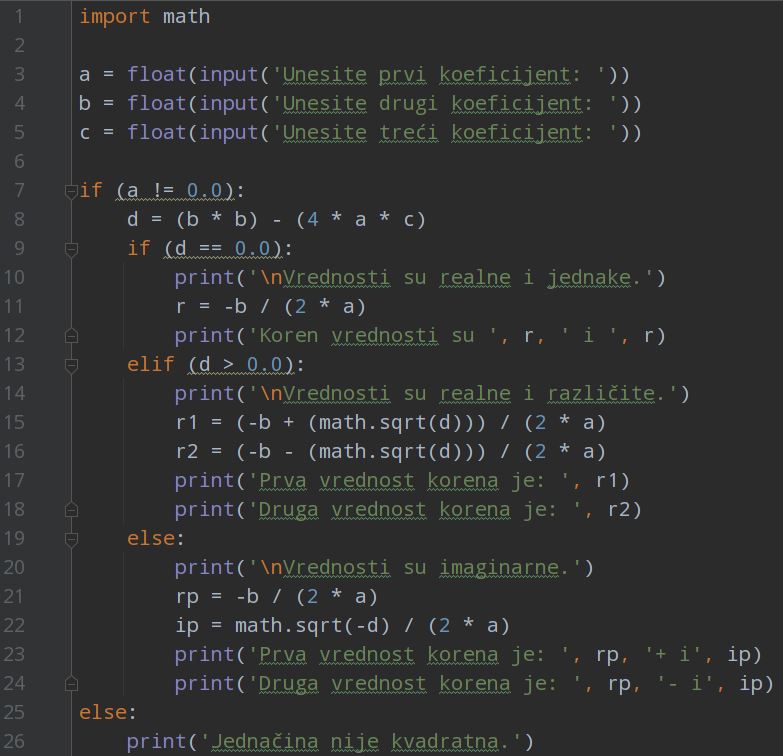 1 import math
2
3 a = float(input('Unesite prvi koeficijent: '))
4 b = float(input('Unesite drugi koeficijent: '))
5 c = float(input('Unesite treći koeficijent: '))
6
7 if (a != 0.0):
8     d = (b * b) - (4 * a * c)
9     if (d == 0.0):
10         print('\nVrednosti su realne i jednake.')
11         r = -b / (2 * a)
12         print('Koren vrednosti su ', r, ' i ', r)
13     elif (d > 0.0):
14         print('\nVrednosti su realne i različite.')
15         r1 = (-b + (math.sqrt(d))) / (2 * a)
16         r2 = (-b - (math.sqrt(d))) / (2 * a)
17         print('Prva vrednost korena je: ', r1)
18         print('Druga vrednost korena je: ', r2)
19     else:
20         print('\nVrednosti su imaginarne.')
21         rp = -b / (2 * a)
22         ip = math.sqrt(-d) / (2 * a)
23         print('Prva vrednost korena je: ', rp, '+ i', ip)
24         print('Druga vrednost korena je: ', rp, '- i', ip)
25 else:
26     print('Jednačina nije kvadratna.')